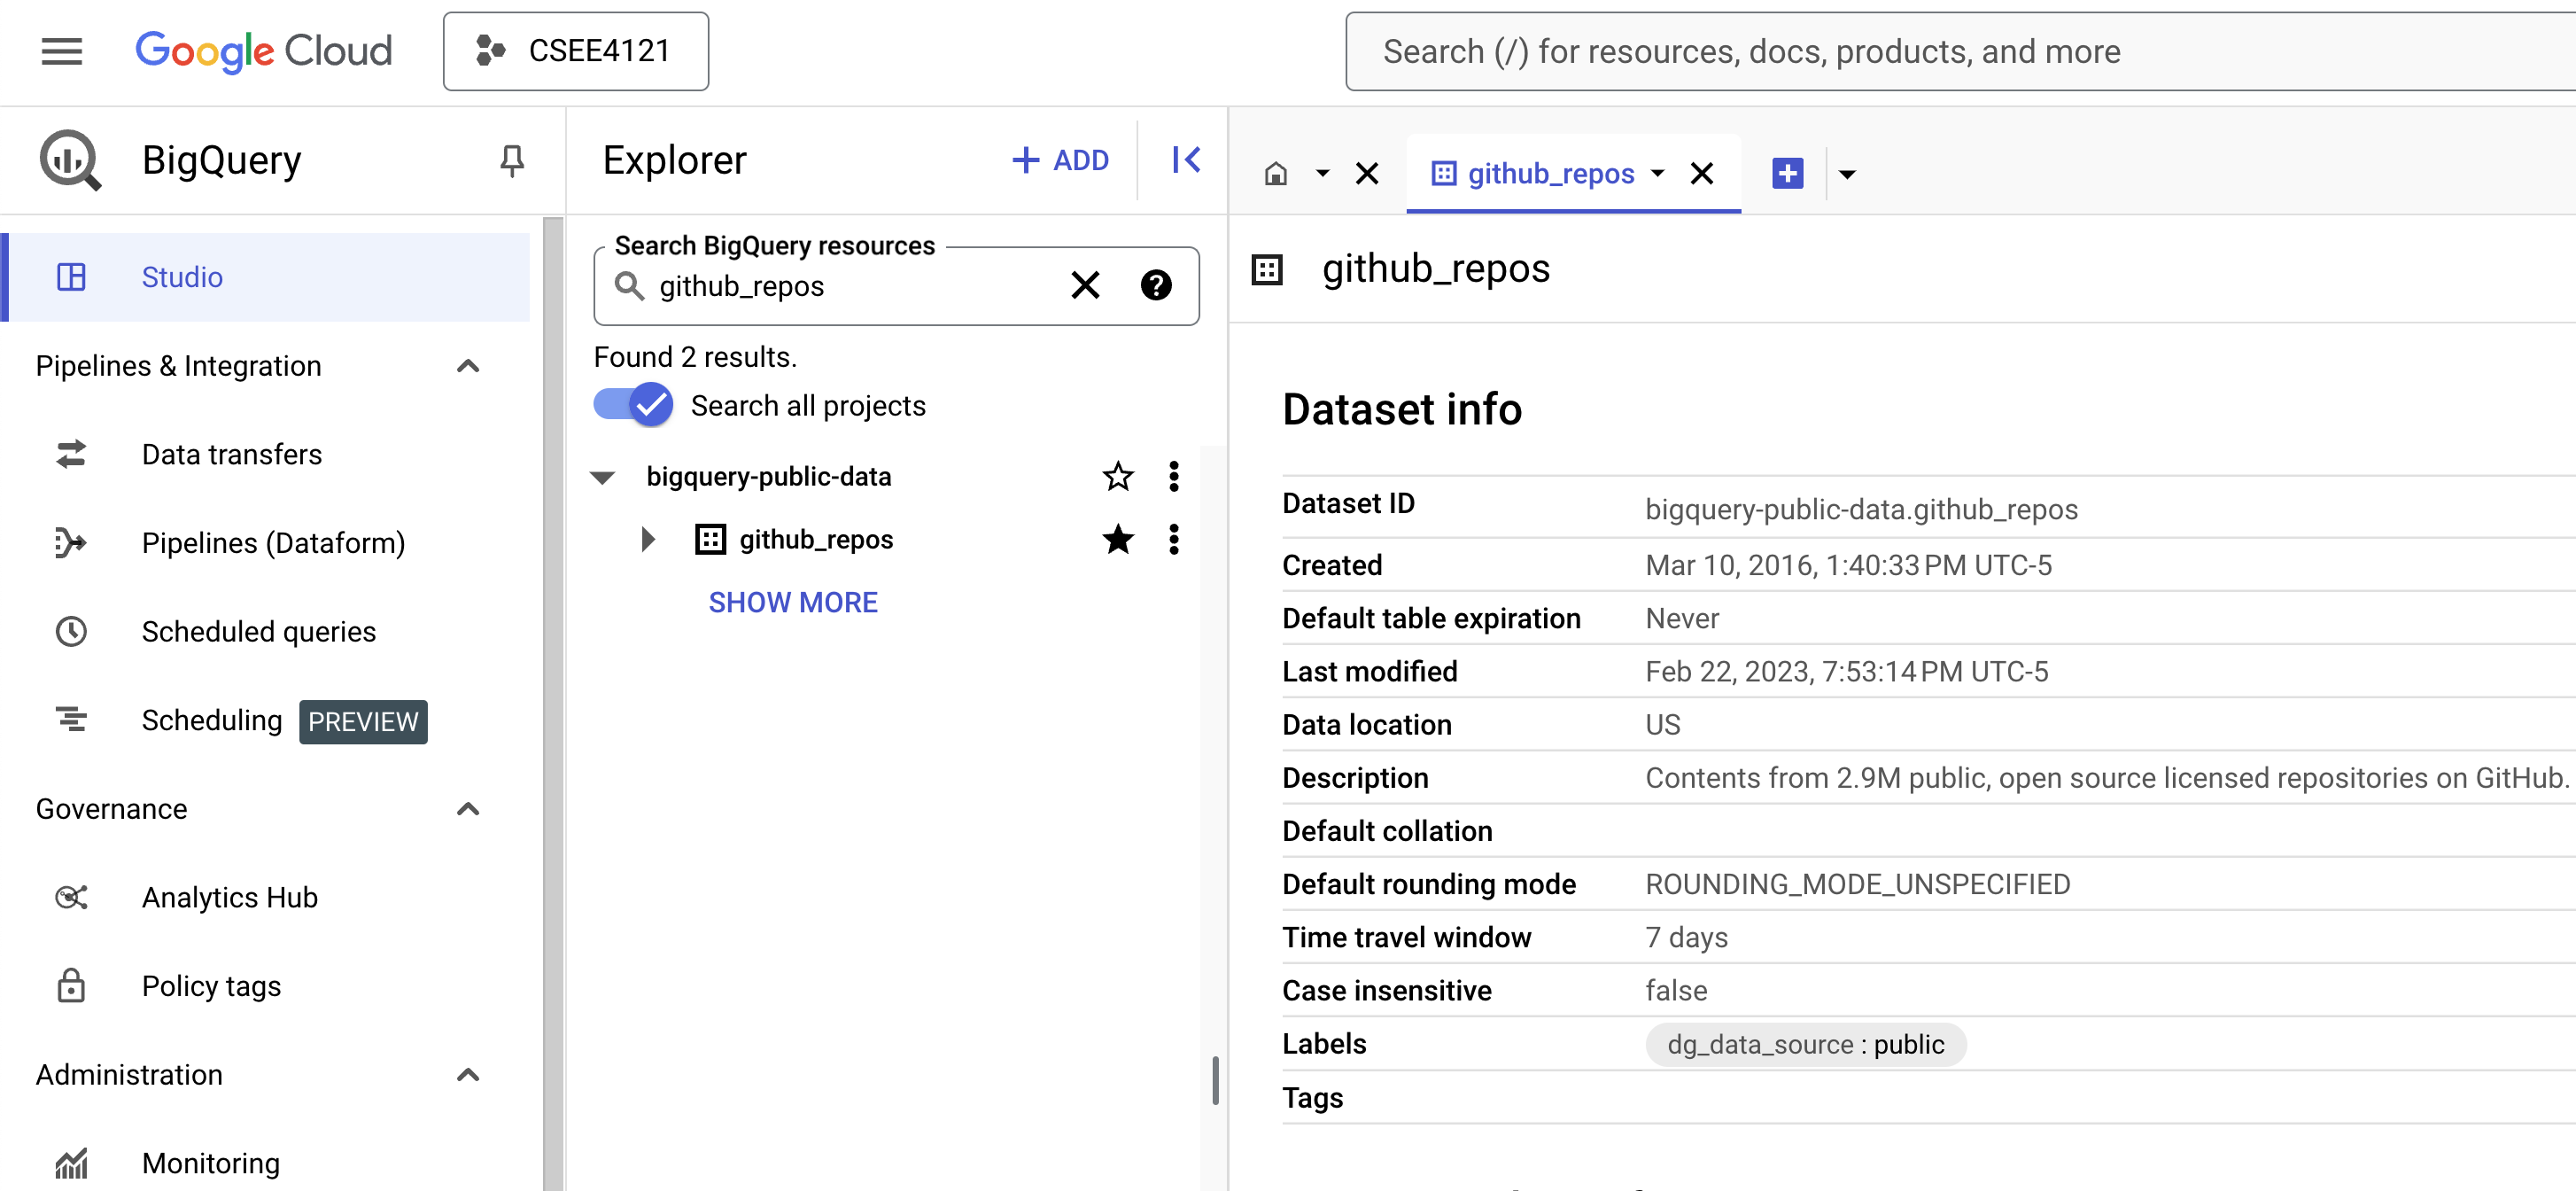 Google Cloud
CSEE4121
Search (/) for resources, docs, products, and more
BigQuery
Studio
Pipelines & Integration
Data transfers
Pipelines (Dataform)
Scheduled queries
Scheduling PREVIEW
Governance
Analytics Hub
Policy tags
Administration
Monitoring
Explorer
+ ADD
Search BigQuery resources
github_repos
Found 2 results.
Search all projects
bigquery-public-data
github_repos
SHOW MORE
github_repos
github_repos
Dataset info
Dataset ID bigquery-public-data.github_repos
Created Mar 10, 2016, 1:40:33 PM UTC-5
Default table expiration Never
Last modified Feb 22, 2023, 7:53:14 PM UTC-5
Data location US
Description Contents from 2.9M public, open source licensed repositories on GitHub.
Default collation
Default rounding mode ROUNDING_MODE_UNSPECIFIED
Time travel window 7 days
Case insensitive false
Labels dg_data_source : public
Tags